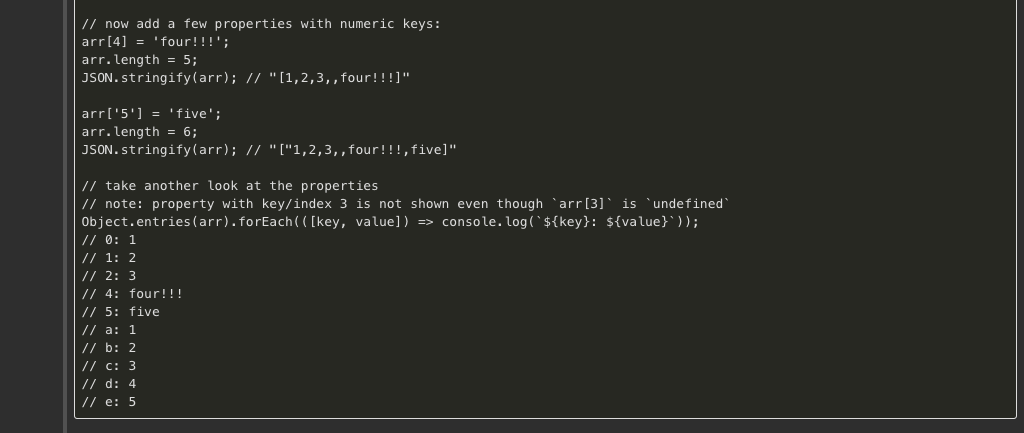 // now add a few properties with numeric keys:
arr[4] = 'four!!!';
arr.length = 5;
JSON.stringify(arr); // "[1,2,3,,four!!!]"
arr['5'] = 'five';
arr.length = 6;
JSON.stringify(arr); // "["1,2,3,,four!!!,five]"
// take another look at the properties
// note: property with key/index 3 is not shown even though `arr[3]` is `undefined`
Object.entries(arr).forEach(([key, value]) => console.log(`${key}: ${value}`));
// 0: 1
// 1: 2
// 2: 3
// 4: four!!!
// 5: five
// a: 1
// b: 2
// c: 3
// d: 4
// e: 5